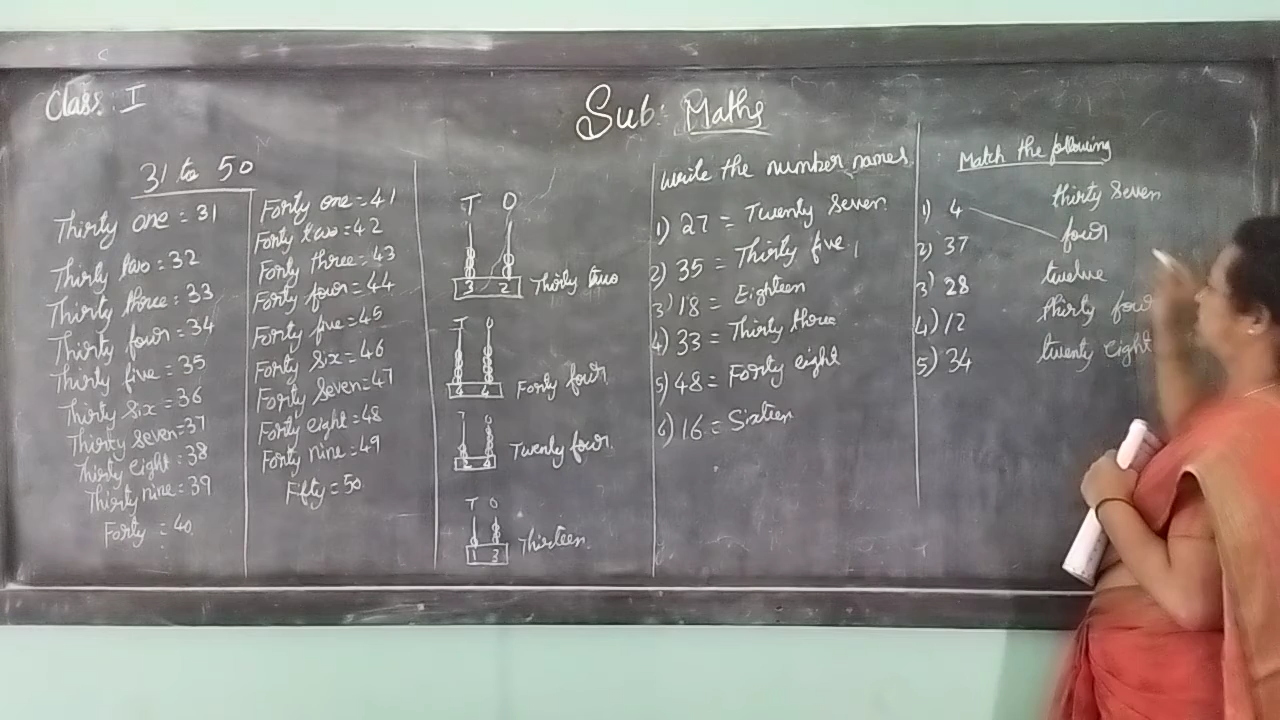 Class: I
Sub: Maths
31 to 50
Thirty one = 31
Thirty two = 32
Thirty three = 33
Thirty four = 34
Thirty five = 35
Thirty six = 36
Thirty seven = 37
Thirty eight = 38
Thirty nine = 39
Forty = 40
Forty one = 41
Forty two = 42
Forty three = 43
Forty four = 44
Forty five = 45
Forty six = 46
Forty seven = 47
Forty eight = 48
Forty nine = 49
Fifty = 50
T O
3 2 Thirty two
T O
4 4 Forty four
T O
2 4 Twenty four
T O
1 3 Thirteen
Write the number names
1) 27 = Twenty seven
2) 35 = Thirty five
3) 18 = Eighteen
4) 33 = Thirty three
5) 48 = Forty eight
6) 16 = Sixteen
Match the following
1) 4 thirty seven
2) 37 four
3) 28 twelve
4) 12 thirty four
5) 34 twenty eight